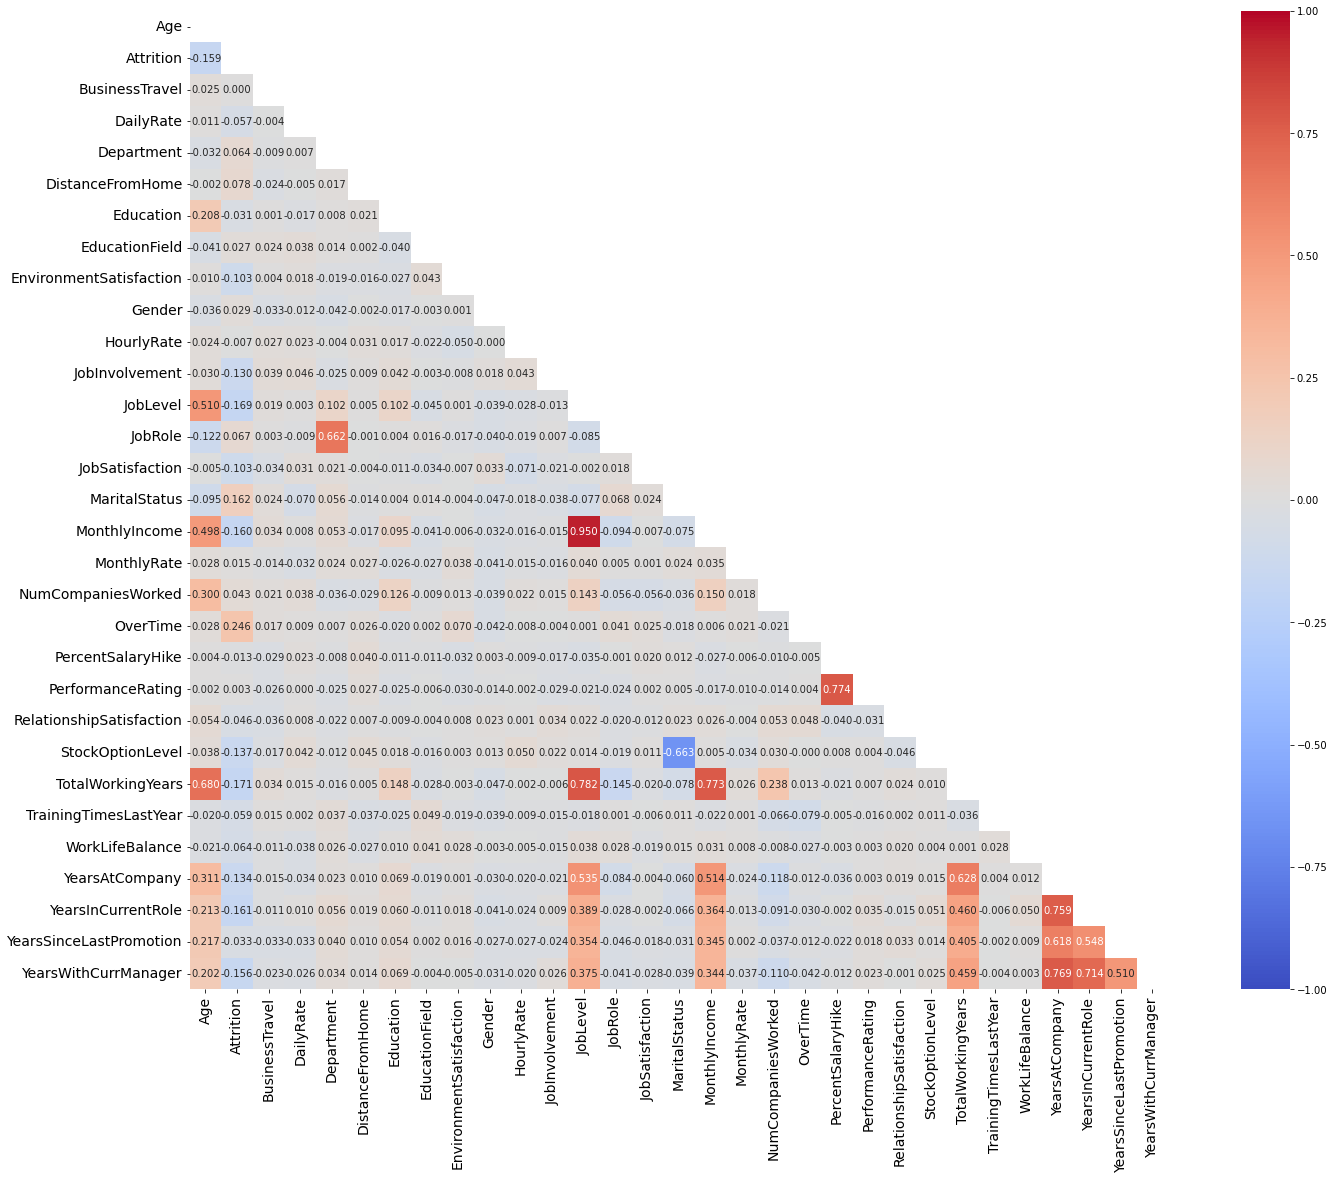 Age
Attrition -0.159
BusinessTravel 0.025 0.000
DailyRate 0.011 -0.057 -0.004
Department -0.032 0.064 -0.009 0.007
DistanceFromHome -0.002 0.078 -0.024 -0.005 0.017
Education 0.208 -0.031 0.001 -0.017 0.008 0.021
EducationField -0.041 0.027 0.024 0.038 0.014 0.002 -0.040
EnvironmentSatisfaction 0.010 -0.103 0.004 0.018 -0.019 -0.016 -0.027 0.043
Gender -0.036 0.029 -0.033 -0.012 -0.042 -0.002 -0.017 -0.003 0.001
HourlyRate 0.024 -0.007 0.027 0.023 -0.004 0.031 0.017 -0.022 -0.050 -0.000
JobInvolvement 0.030 -0.130 0.039 0.046 -0.025 0.009 0.042 -0.003 -0.008 0.018 0.043
JobLevel 0.510 -0.169 0.019 0.003 0.102 0.005 0.102 -0.045 0.001 -0.039 -0.028 -0.013
JobRole -0.122 0.067 0.003 -0.009 0.662 -0.001 0.004 0.016 -0.017 -0.040 -0.019 0.007 -0.085
JobSatisfaction -0.005 -0.103 -0.034 0.031 0.021 -0.004 -0.011 -0.034 -0.007 0.033 -0.071 -0.021 -0.002 0.018
MaritalStatus -0.095 0.162 0.024 -0.070 0.056 -0.014 0.004 0.014 -0.004 -0.047 -0.018 -0.038 -0.077 0.068 0.024
MonthlyIncome 0.498 -0.160 0.034 0.008 0.053 -0.017 0.095 -0.041 -0.006 -0.032 -0.016 -0.015 0.950 -0.094 -0.007 -0.075
MonthlyRate 0.028 0.015 -0.014 -0.032 0.024 0.027 -0.026 -0.027 0.038 -0.041 -0.015 -0.016 0.040 0.005 0.001 0.024 0.035
NumCompaniesWorked 0.300 0.043 0.021 0.038 -0.036 -0.029 0.126 -0.009 0.013 -0.039 0.022 0.015 0.143 -0.056 -0.056 -0.036 0.150 0.018
OverTime 0.028 0.246 0.017 0.009 0.007 0.026 -0.020 0.002 0.070 -0.042 -0.008 -0.004 0.001 0.041 0.025 -0.018 0.006 0.021 -0.021
PercentSalaryHike 0.004 -0.013 -0.029 0.023 -0.008 0.040 -0.011 -0.011 -0.032 0.003 -0.009 -0.017 -0.035 -0.001 0.020 0.012 -0.027 -0.006 -0.010 -0.005
PerformanceRating 0.002 0.003 -0.026 0.000 -0.025 0.027 -0.025 -0.006 -0.030 -0.014 -0.002 -0.029 -0.021 -0.024 0.002 0.005 -0.017 -0.010 -0.014 0.004 0.774
RelationshipSatisfaction 0.054 -0.046 -0.036 0.008 -0.022 0.007 -0.009 -0.004 0.008 0.023 0.001 0.034 0.022 -0.020 -0.012 0.023 0.026 -0.004 0.053 0.048 -0.040 -0.031
StockOptionLevel 0.038 -0.137 -0.017 0.042 -0.012 0.045 0.018 -0.016 0.003 0.013 0.050 0.022 0.014 -0.019 0.011 -0.663 0.005 -0.034 0.030 -0.000 0.008 0.004 -0.046
TotalWorkingYears 0.680 -0.171 0.034 0.015 -0.016 0.005 0.148 -0.028 -0.003 -0.047 -0.002 -0.006 0.782 -0.145 -0.020 -0.078 0.773 0.026 0.238 0.013 -0.021 0.007 0.024 0.010
TrainingTimesLastYear -0.020 -0.059 0.015 0.002 0.037 -0.037 -0.025 0.049 -0.019 -0.039 -0.009 -0.015 -0.018 0.001 -0.006 0.011 -0.022 0.001 -0.066 -0.079 -0.005 -0.016 0.002 0.011 -0.036
WorkLifeBalance -0.021 -0.064 -0.011 -0.038 0.026 -0.027 0.010 0.041 0.028 -0.003 -0.005 -0.015 0.038 0.028 -0.019 0.015 0.031 0.008 -0.008 -0.027 -0.003 0.003 0.020 0.004 0.001 0.028
YearsAtCompany 0.311 -0.134 -0.015 -0.034 0.023 0.010 0.069 -0.019 0.001 -0.030 -0.020 -0.021 0.535 -0.084 -0.004 -0.060 0.514 -0.024 -0.118 -0.012 -0.036 0.003 0.019 0.015 0.628 0.004 0.012
YearsInCurrentRole 0.213 -0.161 -0.011 0.010 0.056 0.019 0.060 -0.011 0.018 -0.041 -0.024 0.009 0.389 -0.028 -0.002 -0.066 0.364 -0.013 -0.091 -0.030 -0.002 0.035 -0.015 0.051 0.460 -0.006 0.050 0.759
YearsSinceLastPromotion 0.217 -0.033 -0.033 -0.033 0.040 0.010 0.054 0.002 0.016 -0.027 -0.027 -0.024 0.354 -0.046 -0.018 -0.031 0.345 0.002 -0.037 -0.012 -0.022 0.018 0.033 0.014 0.405 -0.002 0.009 0.618 0.548
YearsWithCurrManager 0.202 -0.156 -0.023 -0.026 0.034 0.014 0.069 -0.004 -0.005 -0.031 -0.020 0.026 0.375 -0.041 -0.028 -0.039 0.344 -0.037 -0.110 -0.042 -0.012 0.023 -0.001 0.025 0.459 -0.004 0.003 0.769 0.714 0.510
Age
Attrition
BusinessTravel
DailyRate
Department
DistanceFromHome
Education
EducationField
EnvironmentSatisfaction
Gender
HourlyRate
JobInvolvement
JobLevel
JobRole
JobSatisfaction
MaritalStatus
MonthlyIncome
MonthlyRate
NumCompaniesWorked
OverTime
PercentSalaryHike
PerformanceRating
RelationshipSatisfaction
StockOptionLevel
TotalWorkingYears
TrainingTimesLastYear
WorkLifeBalance
YearsAtCompany
YearsInCurrentRole
YearsSinceLastPromotion
YearsWithCurrManager
1.00
0.75
0.50
0.25
0.00
−0.25
−0.50
−0.75
−1.00